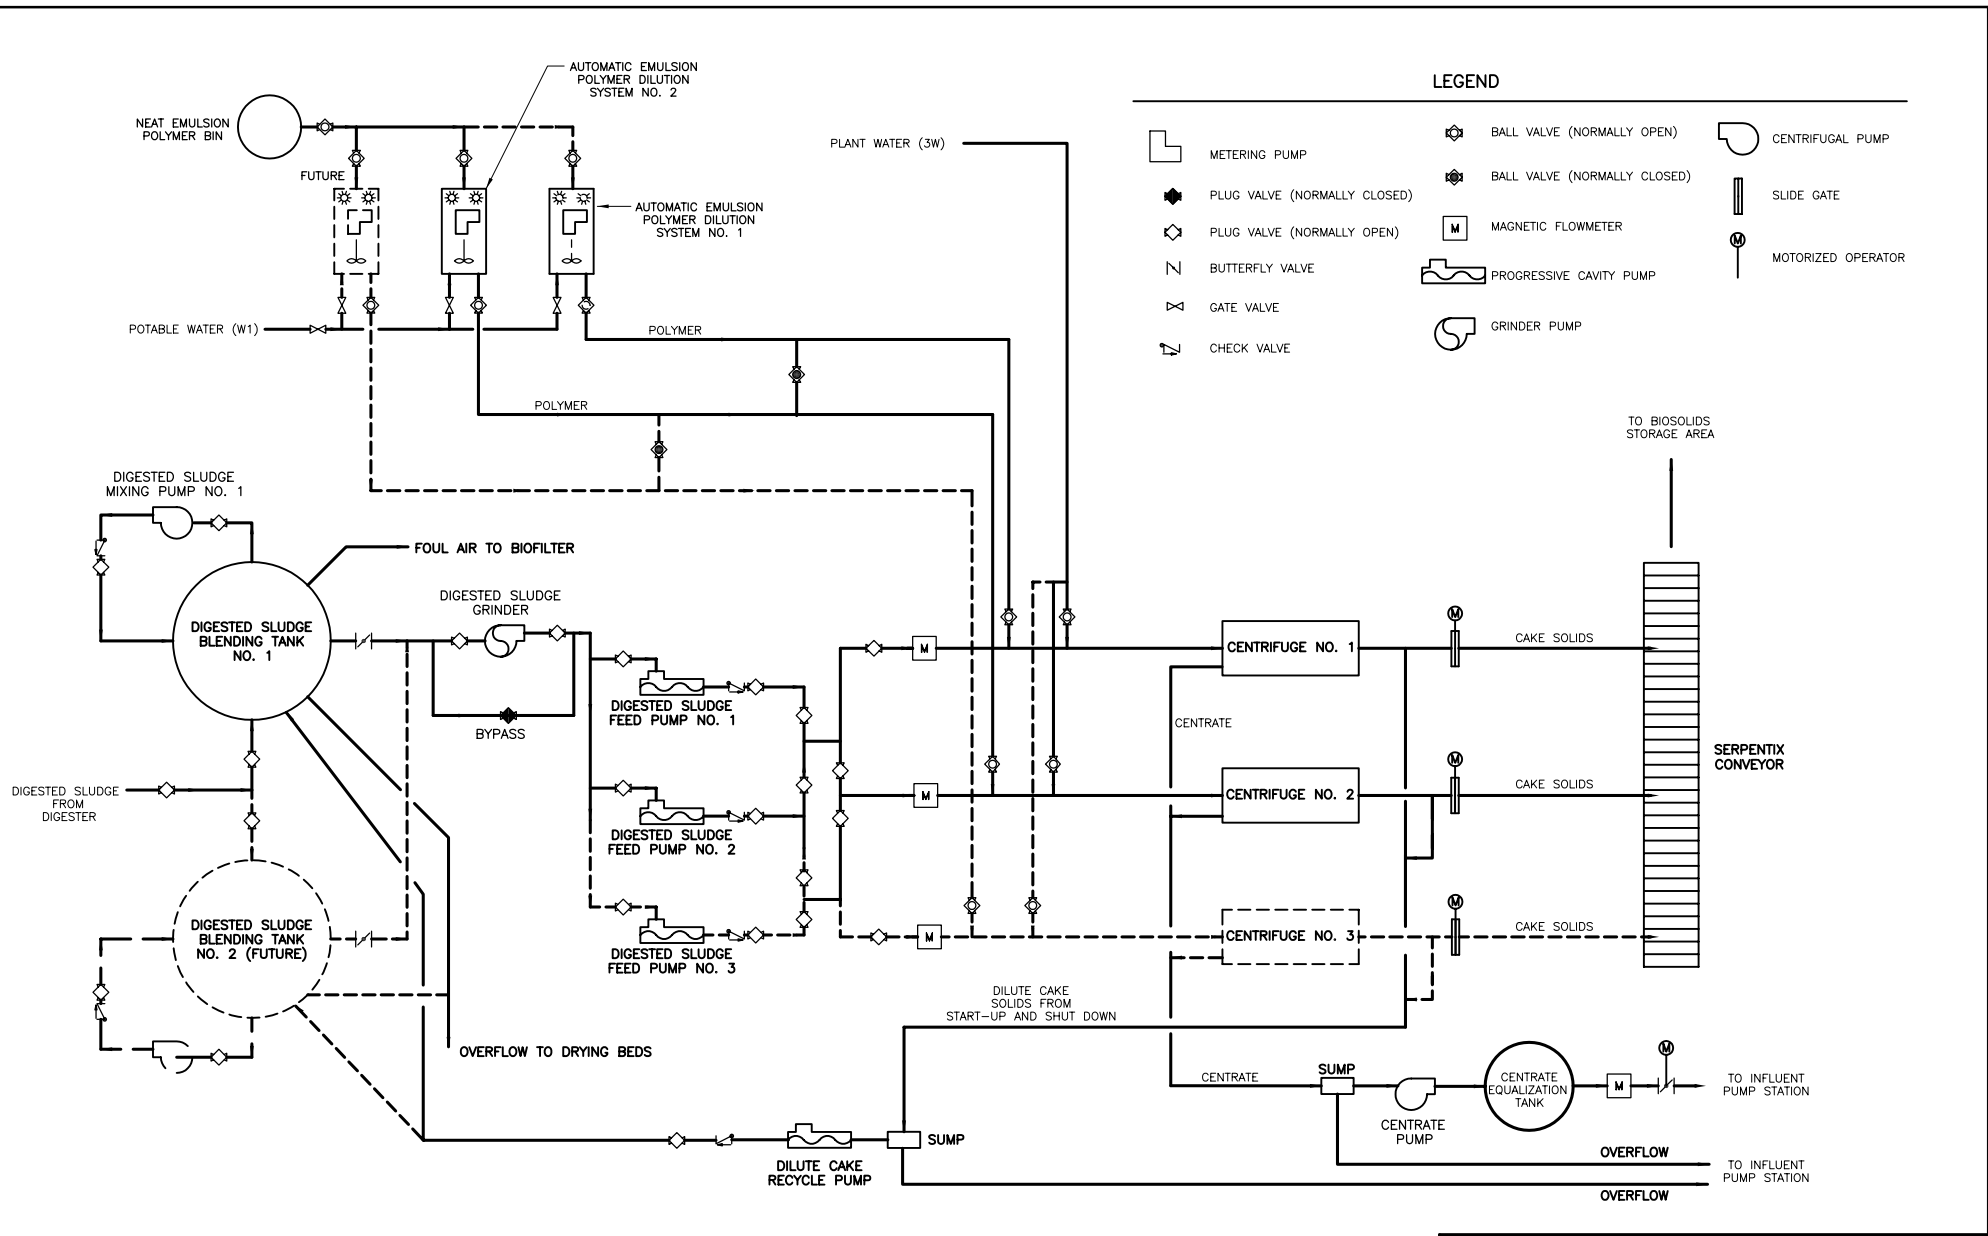 LEGEND
METERING PUMP
PLUG VALVE (NORMALLY CLOSED)
PLUG VALVE (NORMALLY OPEN)
BUTTERFLY VALVE
GATE VALVE
CHECK VALVE
BALL VALVE (NORMALLY OPEN)
BALL VALVE (NORMALLY CLOSED)
M
MAGNETIC FLOWMETER
PROGRESSIVE CAVITY PUMP
GRINDER PUMP
CENTRIFUGAL PUMP
SLIDE GATE
M
MOTORIZED OPERATOR
AUTOMATIC EMULSION
POLYMER DILUTION
SYSTEM NO. 2
NEAT EMULSION
POLYMER BIN
FUTURE
AUTOMATIC EMULSION
POLYMER DILUTION
SYSTEM NO. 1
PLANT WATER (3W)
POTABLE WATER (W1)
POLYMER
POLYMER
TO BIOSOLIDS
STORAGE AREA
DIGESTED SLUDGE
MIXING PUMP NO. 1
FOUL AIR TO BIOFILTER
DIGESTED SLUDGE
GRINDER
DIGESTED SLUDGE
BLENDING TANK
NO. 1
BYPASS
DIGESTED SLUDGE
FEED PUMP NO. 1
M
CENTRIFUGE NO. 1
M
CAKE SOLIDS
CENTRATE
SERPENTIX
CONVEYOR
DIGESTED SLUDGE
FROM
DIGESTER
DIGESTED SLUDGE
FEED PUMP NO. 2
M
CENTRIFUGE NO. 2
M
CAKE SOLIDS
DIGESTED SLUDGE
BLENDING TANK
NO. 2 (FUTURE)
DIGESTED SLUDGE
FEED PUMP NO. 3
M
CENTRIFUGE NO. 3
M
CAKE SOLIDS
DILUTE CAKE
SOLIDS FROM
START-UP AND SHUT DOWN
OVERFLOW TO DRYING BEDS
CENTRATE
SUMP
CENTRATE
PUMP
CENTRATE
EQUALIZATION
TANK
M
M
TO INFLUENT
PUMP STATION
DILUTE CAKE
RECYCLE PUMP
SUMP
OVERFLOW
TO INFLUENT
PUMP STATION
OVERFLOW